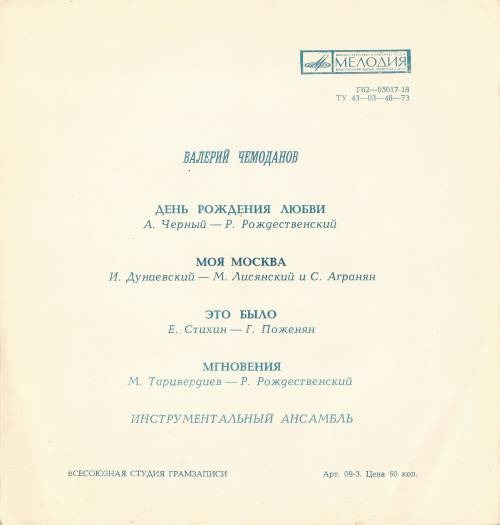 МЕЛОДИЯ
Г62—05017-18
ТУ 43—03—48—73
ВАЛЕРИЙ ЧЕМОДАНОВ
ДЕНЬ РОЖДЕНИЯ ЛЮБВИ
А. Черный — Р. Рождественский
МОЯ МОСКВА
И. Дунаевский — М. Лисянский и С. Агранян
ЭТО БЫЛО
Е. Стихин — Г. Поженян
МГНОВЕНИЯ
М. Таривердиев — Р. Рождественский
ИНСТРУМЕНТАЛЬНЫЙ АНСАМБЛЬ
ВСЕСОЮЗНАЯ СТУДИЯ ГРАМЗАПИСИ
Арт. 09-3. Цена 60 коп.